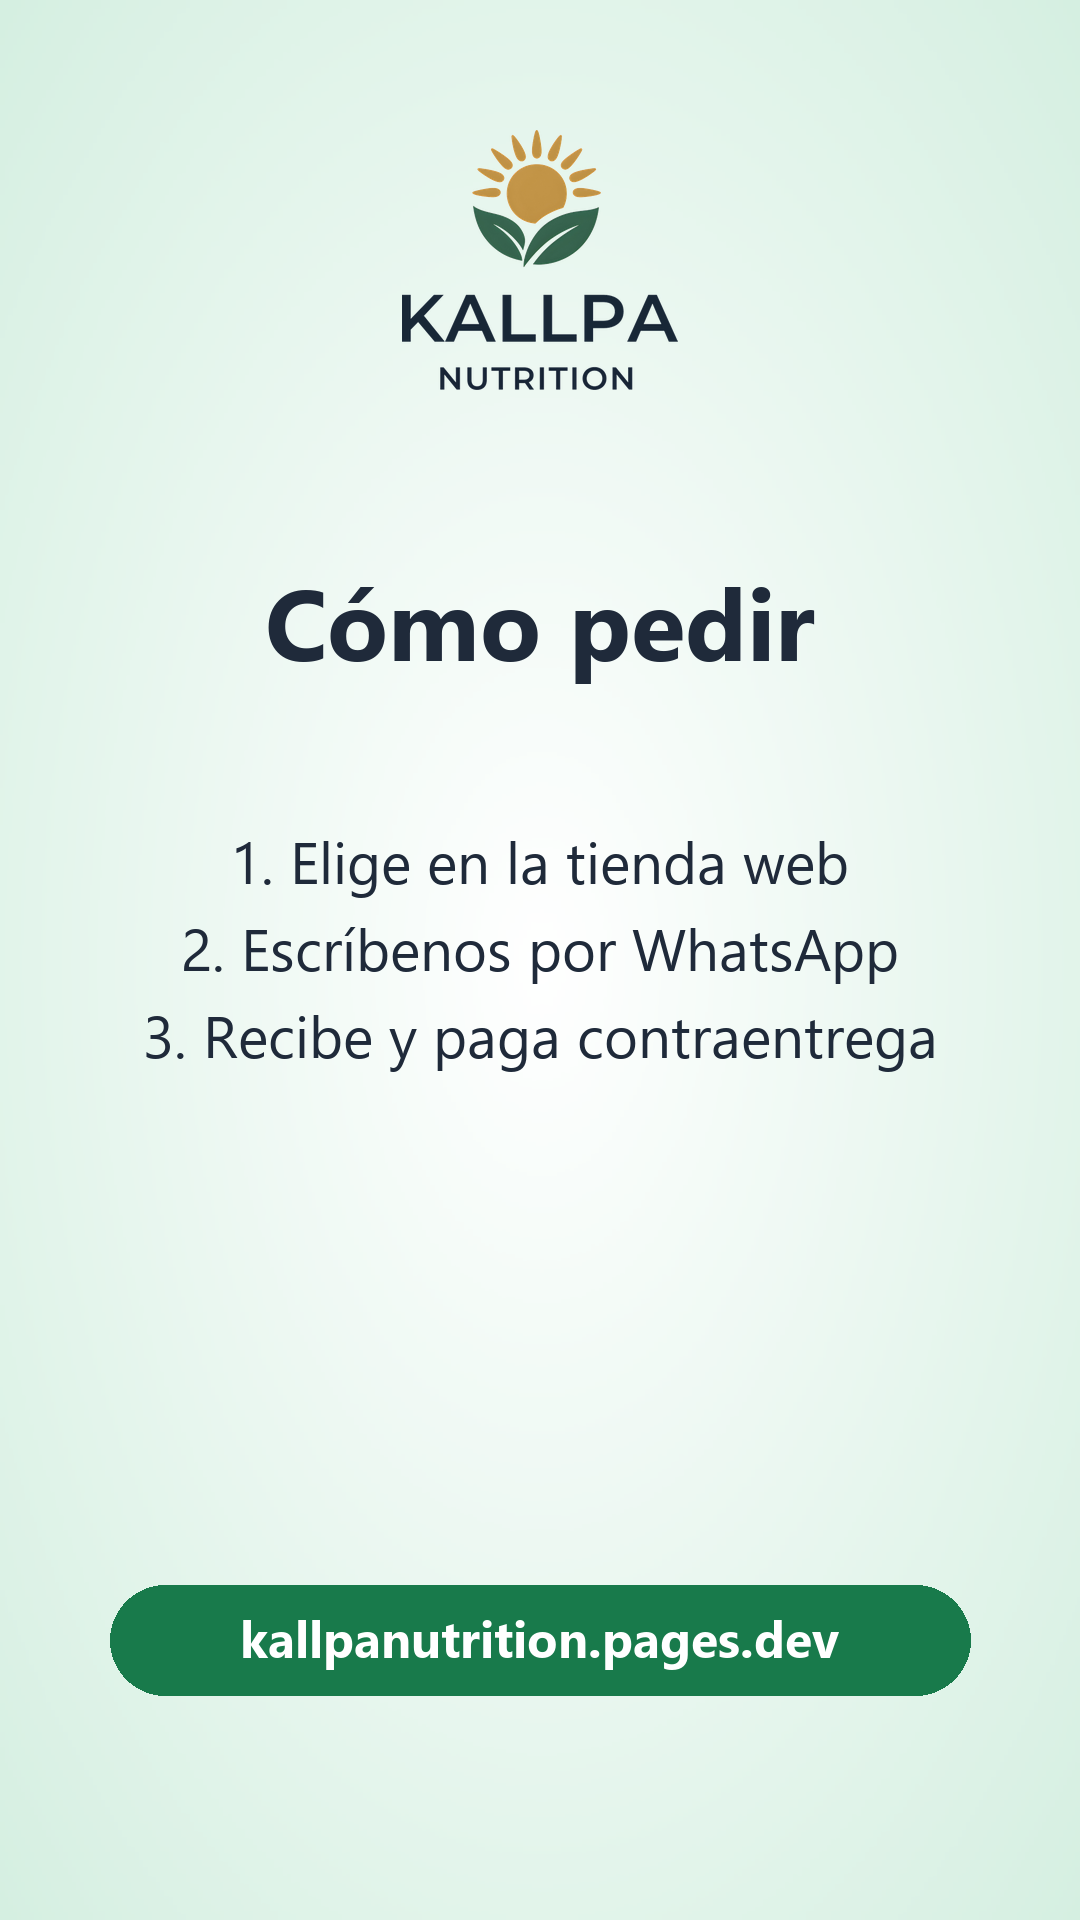 KALLPA
NUTRITION
Cómo pedir
1. Elige en la tienda web
2. Escríbenos por WhatsApp
3. Recibe y paga contraentrega
kallpanutrition.pages.dev